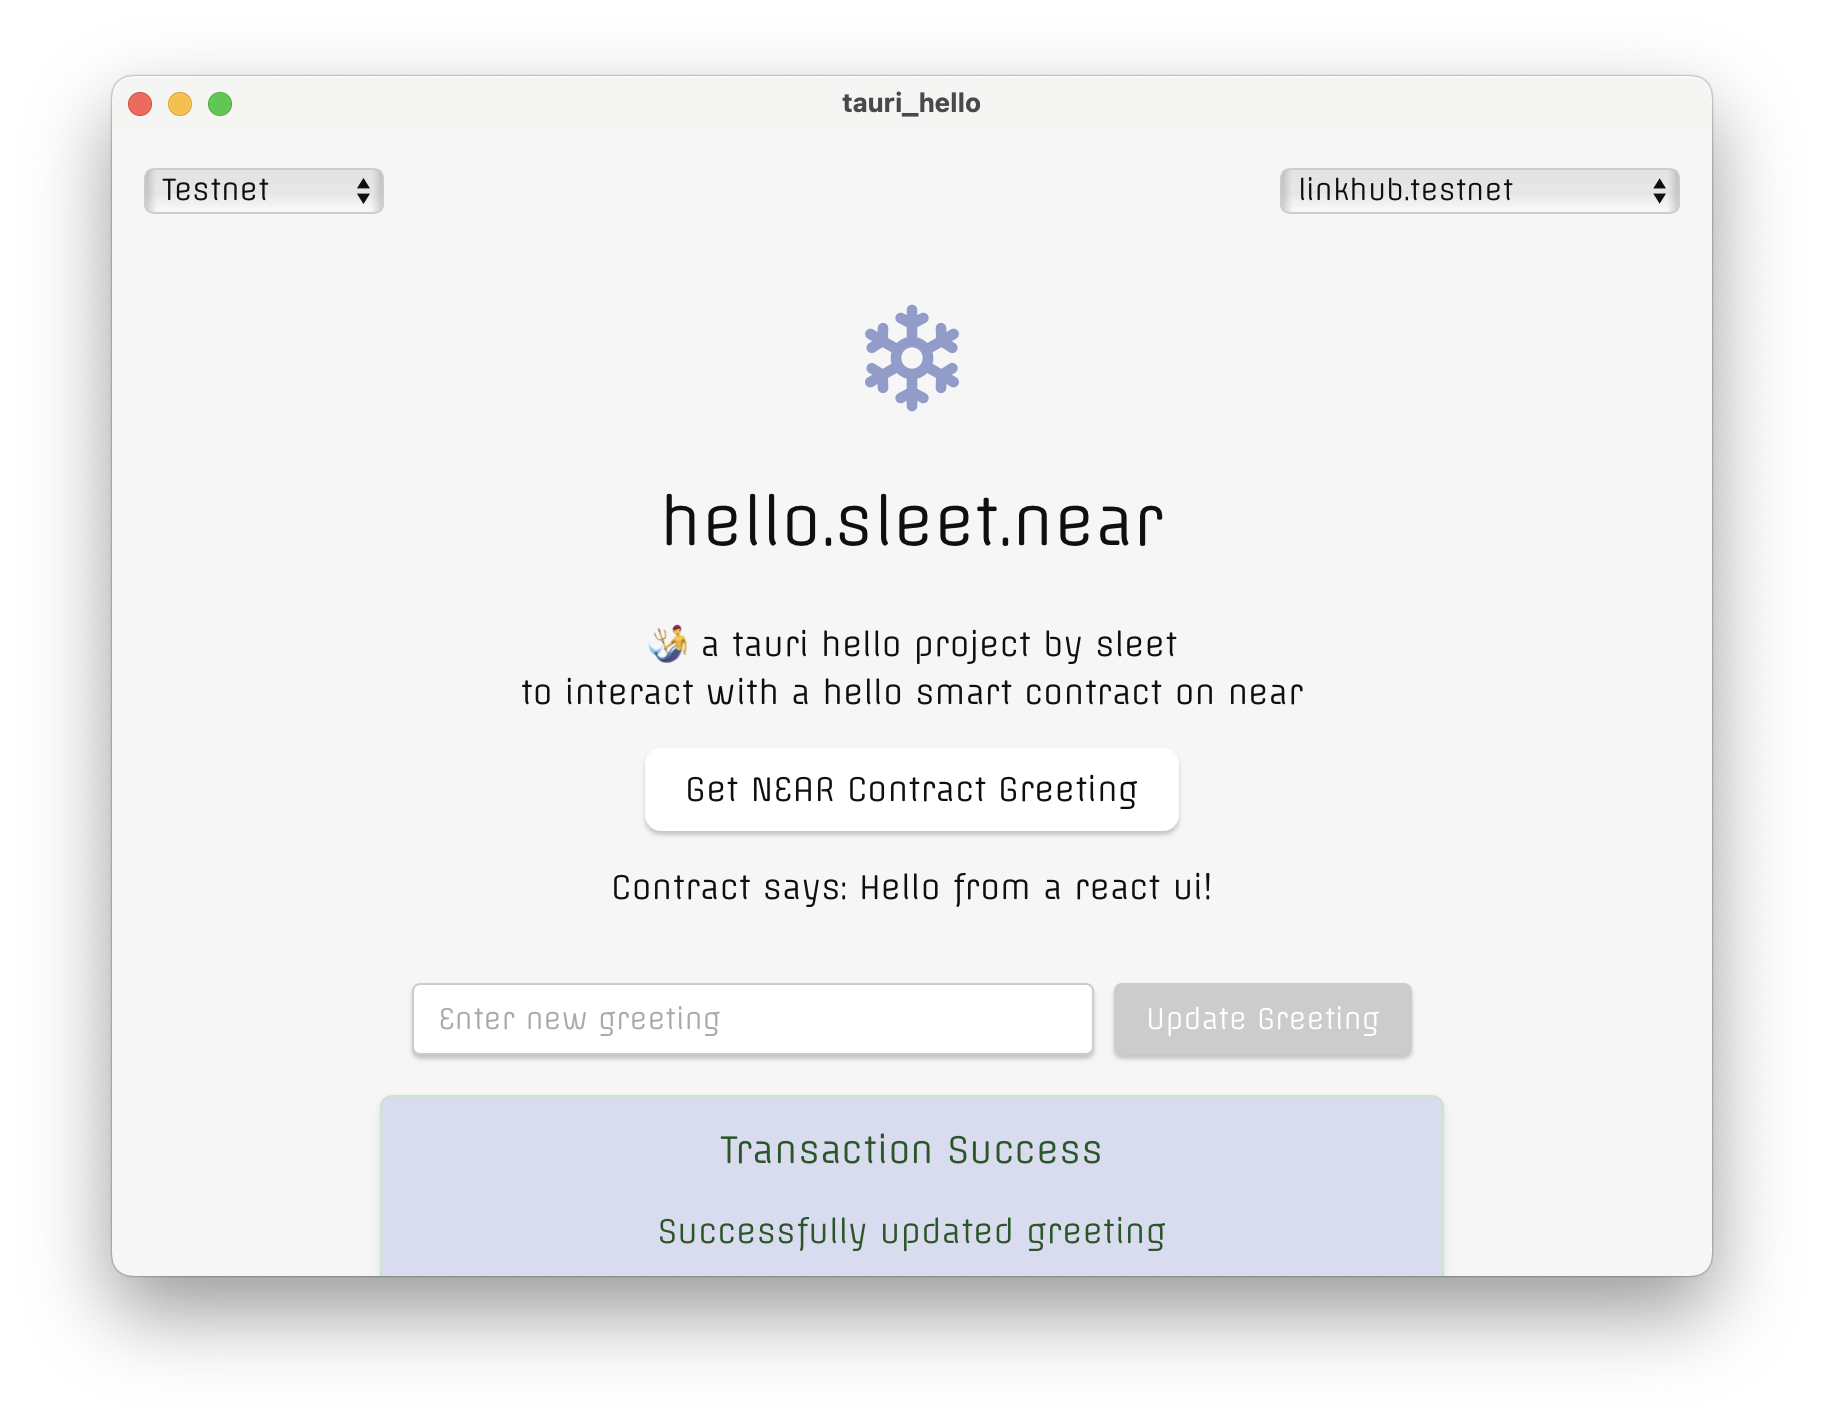 tauri_hello
Testnet
linkhub.testnet
hello.sleet.near
a tauri hello project by sleet
to interact with a hello smart contract on near
Get NEAR Contract Greeting
Contract says: Hello from a react ui!
Enter new greeting
Update Greeting
Transaction Success
Successfully updated greeting